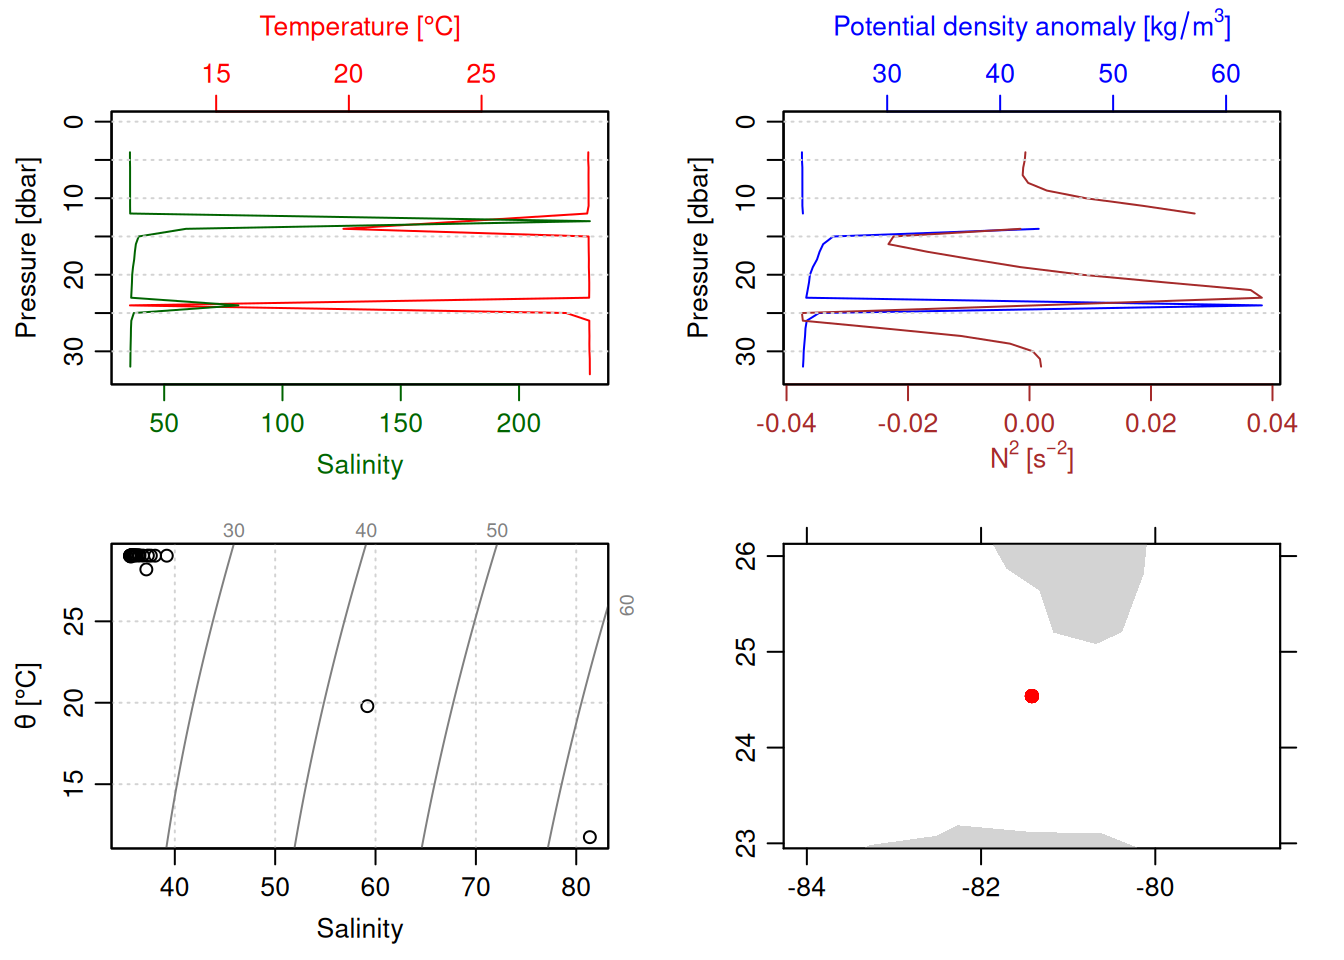 Temperature [°C]
15 20 25
Pressure [dbar]
0 10 20 30
50 100 150 200
Salinity
Potential density anomaly [kg/m³]
30 40 50 60
Pressure [dbar]
0 10 20 30
-0.04 -0.02 0.00 0.02 0.04
N² [s⁻²]
30 40 50
60
θ [°C]
15 20 25
40 50 60 70 80
Salinity
23 24 25 26
-84 -82 -80